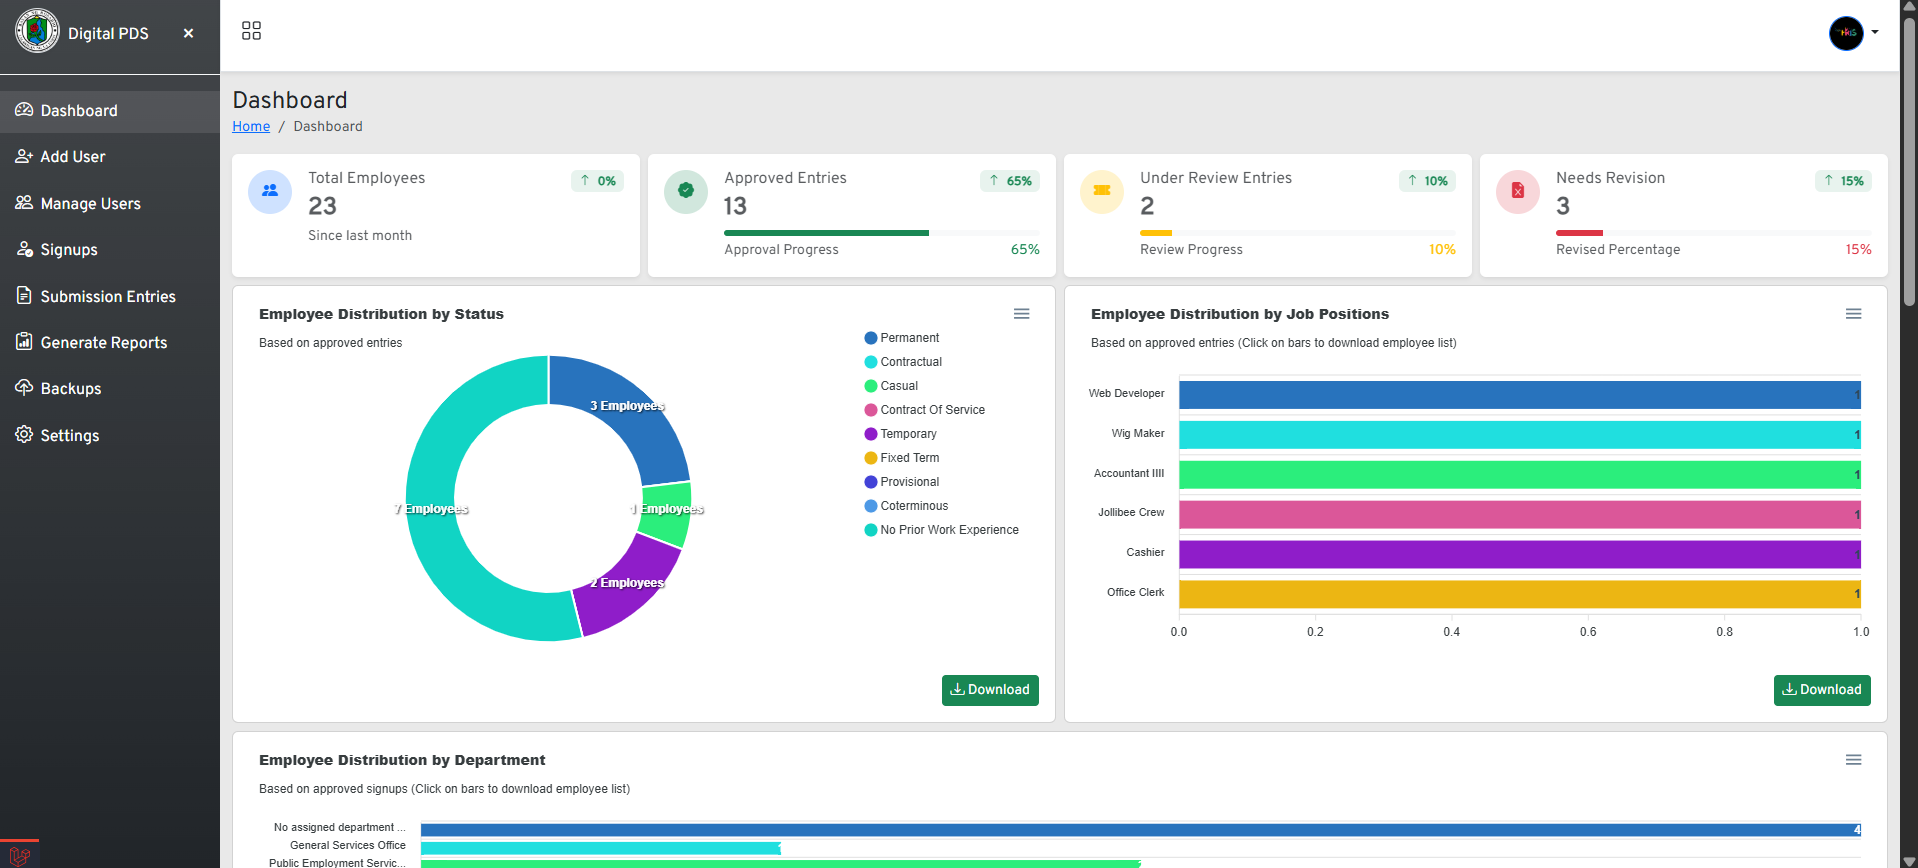 Digital PDS
Dashboard
Add User
Manage Users
Signups
Submission Entries
Generate Reports
Backups
Settings
Dashboard
Home / Dashboard
Total Employees
0%
23
Since last month
Approved Entries
65%
13
Approval Progress
65%
Under Review Entries
10%
2
Review Progress
10%
Needs Revision
15%
3
Revised Percentage
15%
Employee Distribution by Status
Based on approved entries
3 Employees
1 Employees
2 Employees
7 Employees
Permanent
Contractual
Casual
Contract Of Service
Temporary
Fixed Term
Provisional
Coterminous
No Prior Work Experience
Download
Employee Distribution by Job Positions
Based on approved entries (Click on bars to download employee list)
Web Developer 1
Wig Maker 1
Accountant IIII 1
Jollibee Crew 1
Cashier 1
Office Clerk 1
0.0 0.2 0.4 0.6 0.8 1.0
Download
Employee Distribution by Department
Based on approved signups (Click on bars to download employee list)
No assigned department ... 4
General Services Office
Public Employment Servic...